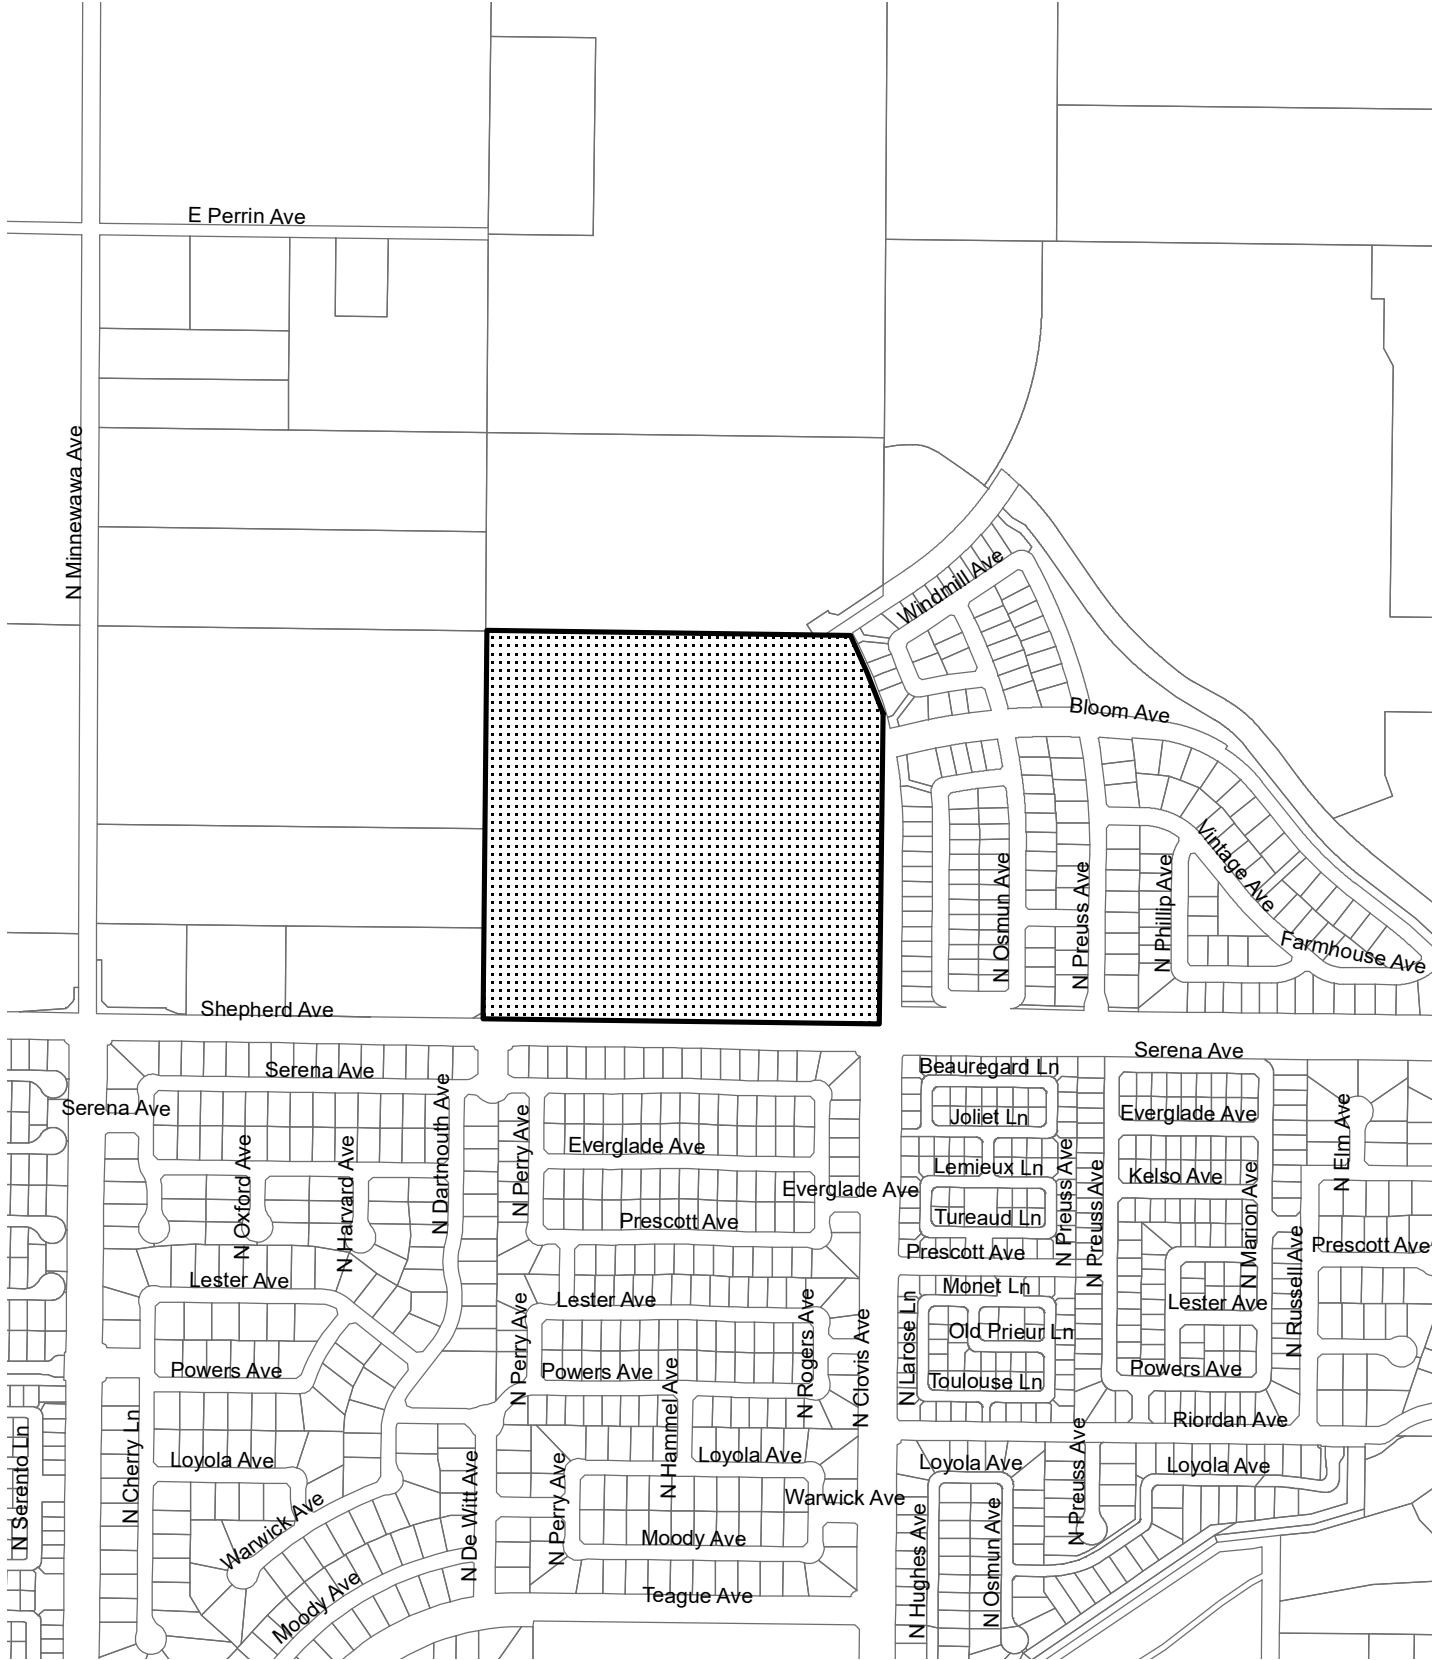 E Perrin Ave
N Minnewawa Ave
Windmill Ave
Bloom Ave
Vintage Ave
N Osmun Ave
N Preuss Ave
N Phillip Ave
Farmhouse Ave
Shepherd Ave
Serena Ave
Serena Ave
Beauregard Ln
Serena Ave
N Dartmouth Ave
Joliet Ln
Everglade Ave
N Elm Ave
N Perry Ave
Everglade Ave
N Oxford Ave
N Harvard Ave
Lemieux Ln
N Preuss Ave
N Preuss Ave
Kelso Ave
Everglade Ave
N Marion Ave
Prescott Ave
Tureaud Ln
Prescott Ave
Prescott Ave
N Russell Ave
Lester Ave
Monet Ln
Lester Ave
N Perry Ave
N Rogers Ave
N Clovis Ave
N Larose Ln
Lester Ave
Old Prieur Ln
Powers Ave
Powers Ave
N Hammel Ave
Toulouse Ln
Powers Ave
Riordan Ave
N Serento Ln
N Cherry Ln
Loyola Ave
Loyola Ave
Loyola Ave
N Preuss Ave
Loyola Ave
N De Witt Ave
N Perry Ave
Warwick Ave
Warwick Ave
N Hughes Ave
N Osmun Ave
Moody Ave
Moody Ave
Teague Ave